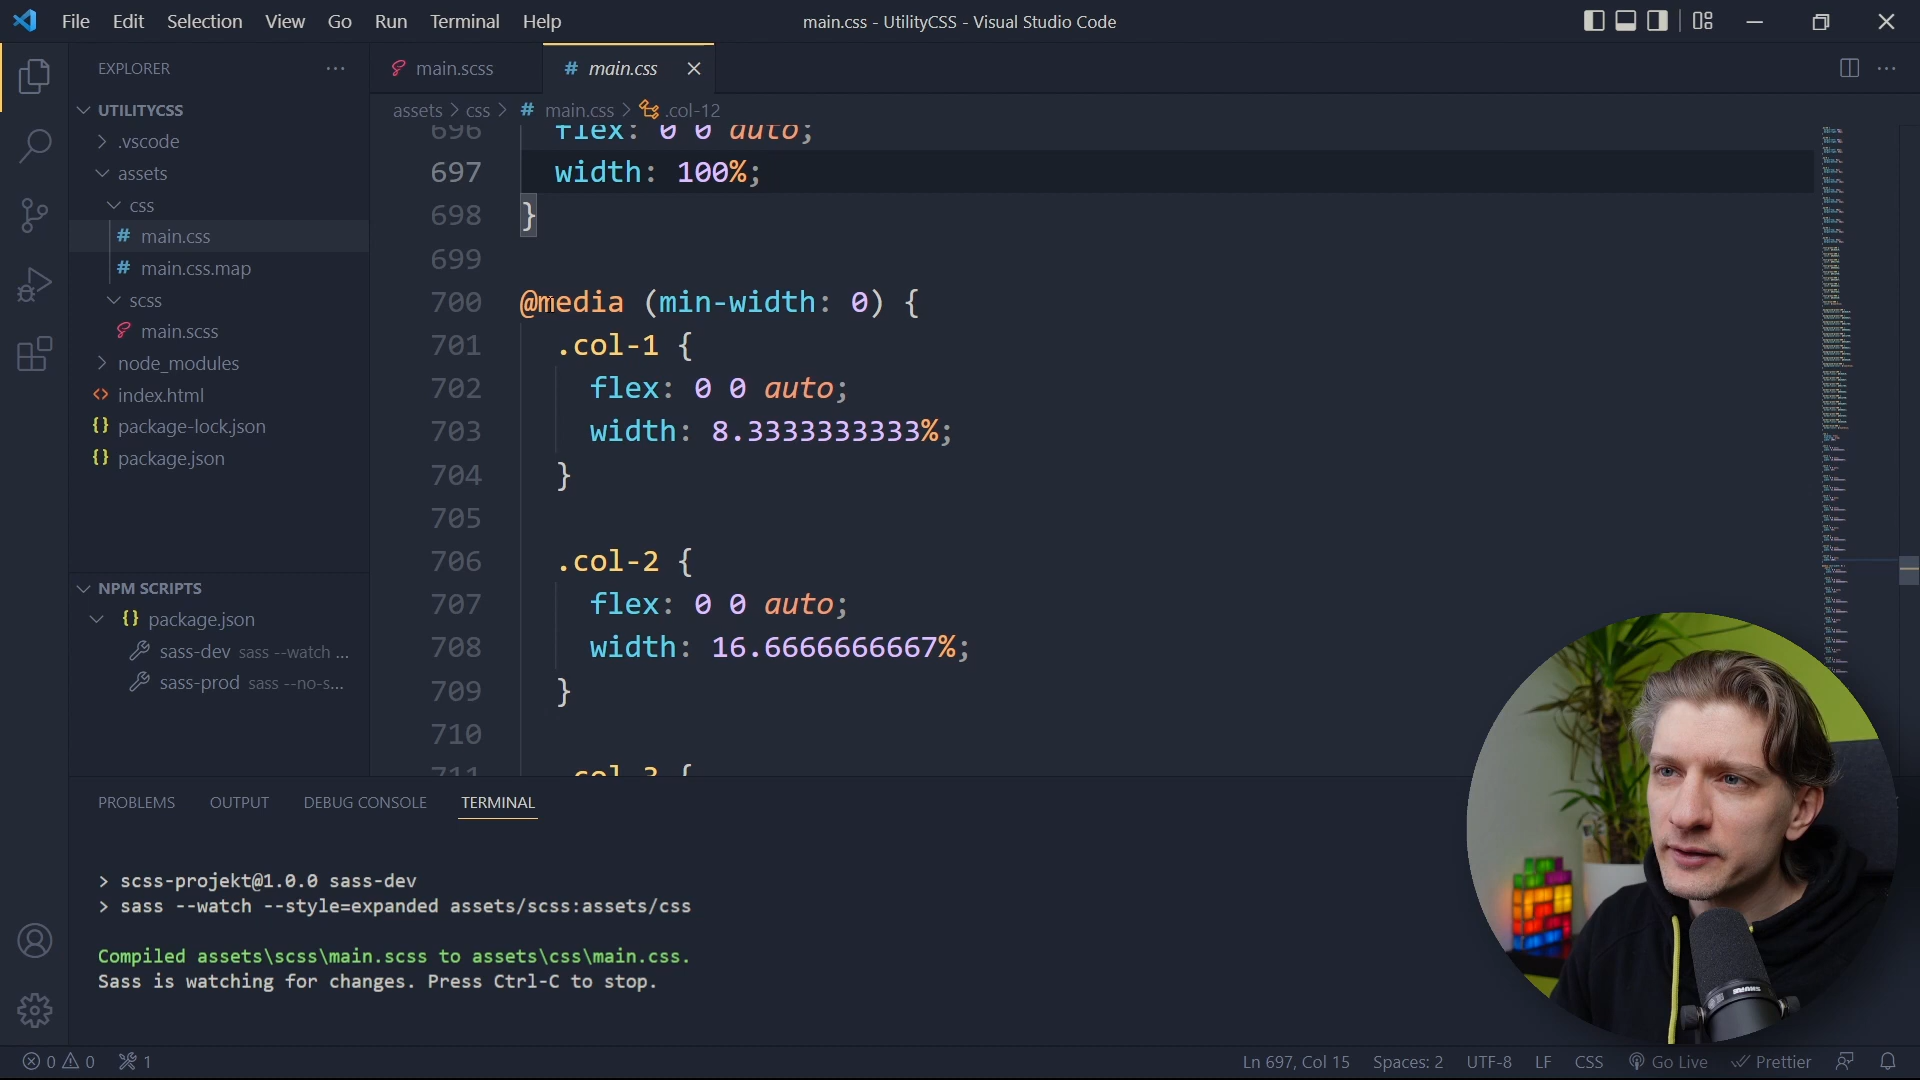 File Edit Selection View Go Run Terminal Help
main.css - UtilityCSS - Visual Studio Code
EXPLORER
UTILITYCSS
.vscode
assets
css
main.css
main.css.map
scss
main.scss
node_modules
index.html
package-lock.json
package.json
NPM SCRIPTS
package.json
sass-dev sass --watch ...
sass-prod sass --no-s...
main.scss
main.css
assets > css > # main.css > .col-12
696 flex: 0 0 auto;
697 width: 100%;
698 }
699
700 @media (min-width: 0) {
701 .col-1 {
702 flex: 0 0 auto;
703 width: 8.3333333333%;
704 }
705
706 .col-2 {
707 flex: 0 0 auto;
708 width: 16.6666666667%;
709 }
710
711 .col-3 {
PROBLEMS OUTPUT DEBUG CONSOLE TERMINAL
> scss-projekt@1.0.0 sass-dev
> sass --watch --style=expanded assets/scss:assets/css
Compiled assets\scss\main.scss to assets\css\main.css.
Sass is watching for changes. Press Ctrl-C to stop.
SHURE
0 0 1
Ln 697, Col 15 Spaces: 2 UTF-8 LF CSS Go Live Prettier